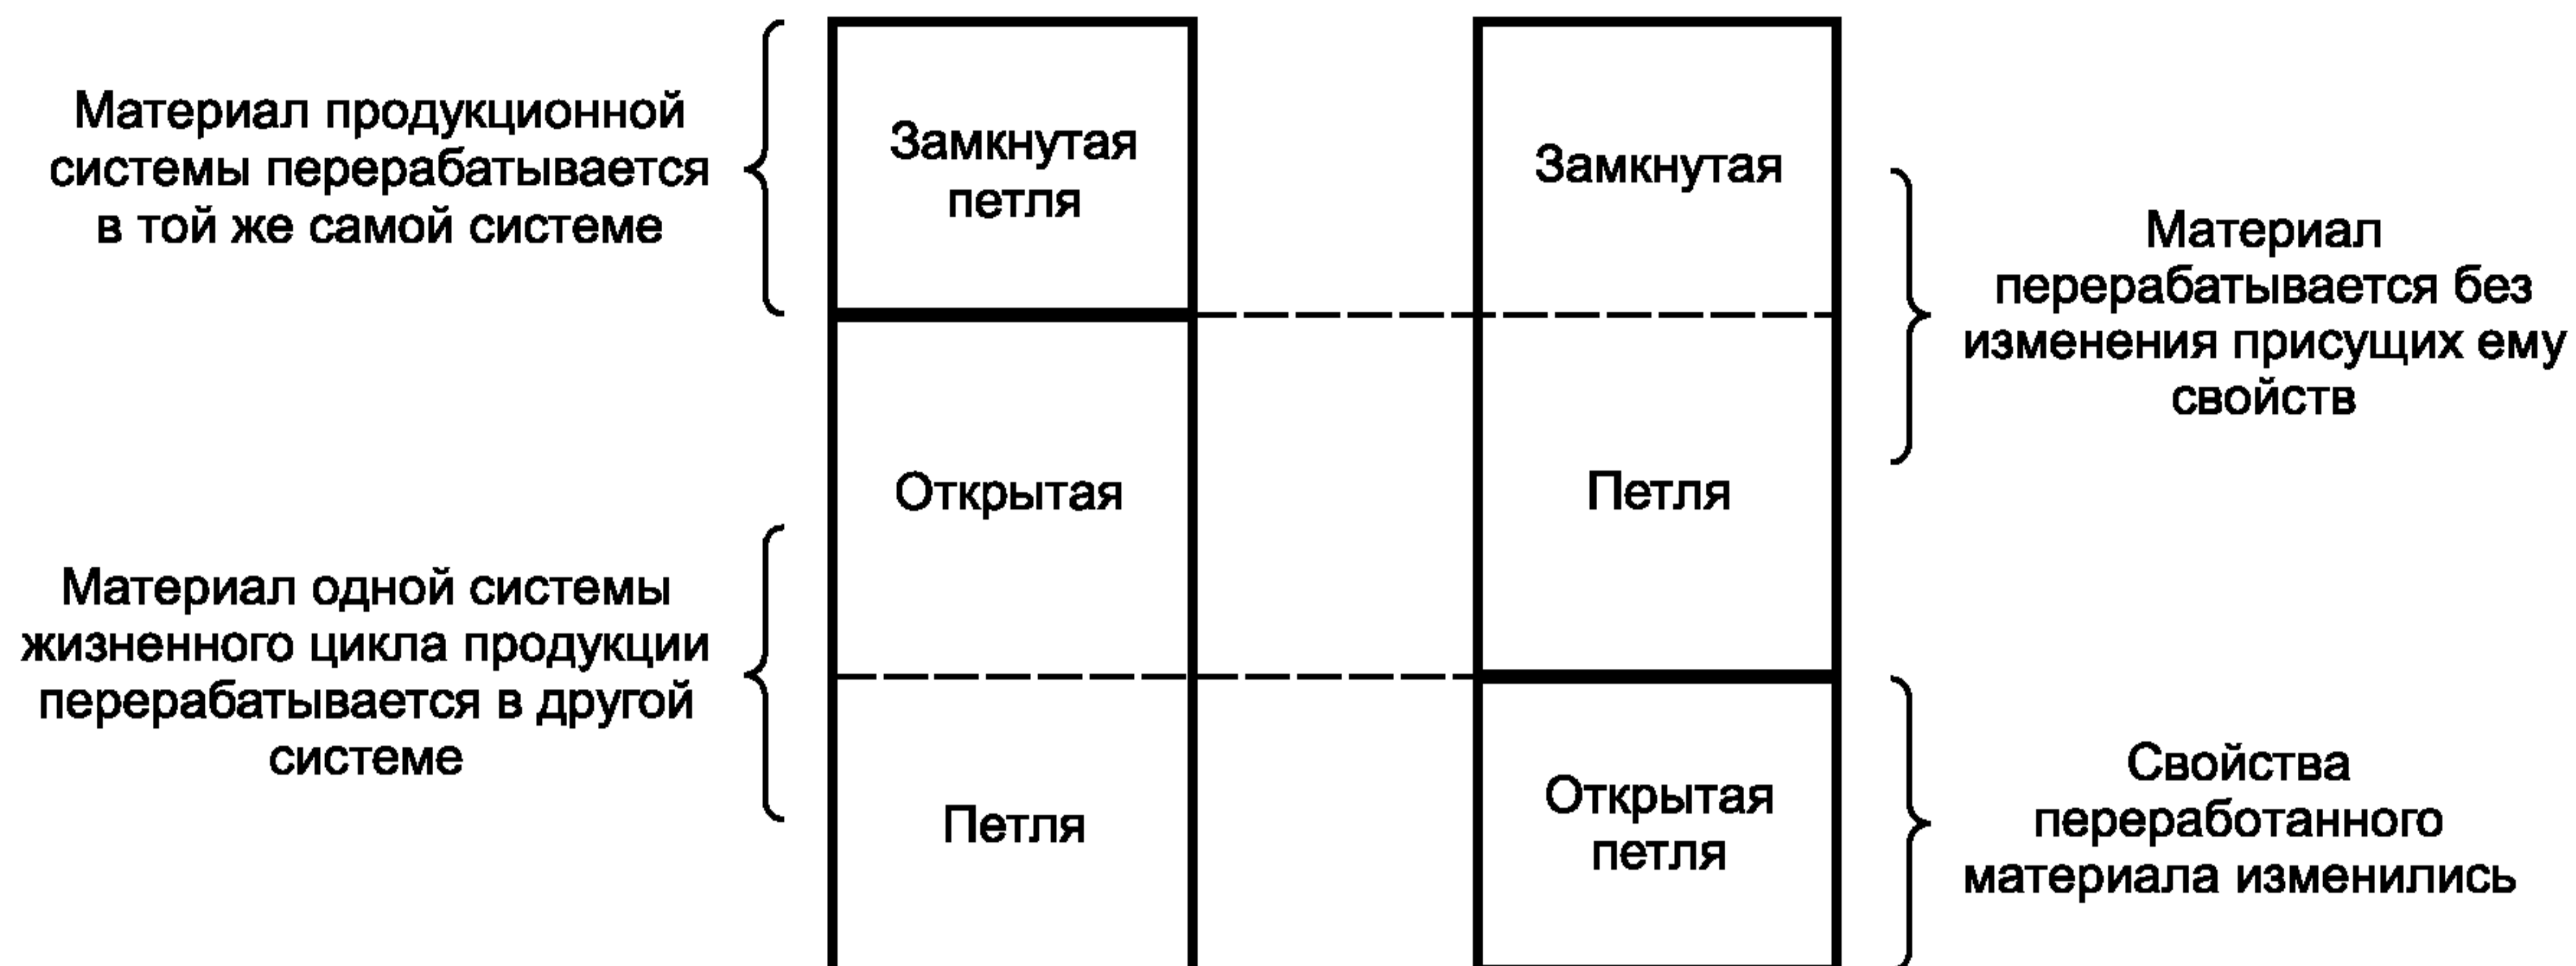 Материал продукционной
системы перерабатывается
в той же самой системе
Замкнутая
петля
Замкнутая
Материал
перерабатывается без
изменения присущих ему
свойств
Открытая
Петля
Материал одной системы
жизненного цикла продукции
перерабатывается в другой
системе
Петля
Открытая
петля
Свойства
переработанного
материала изменились